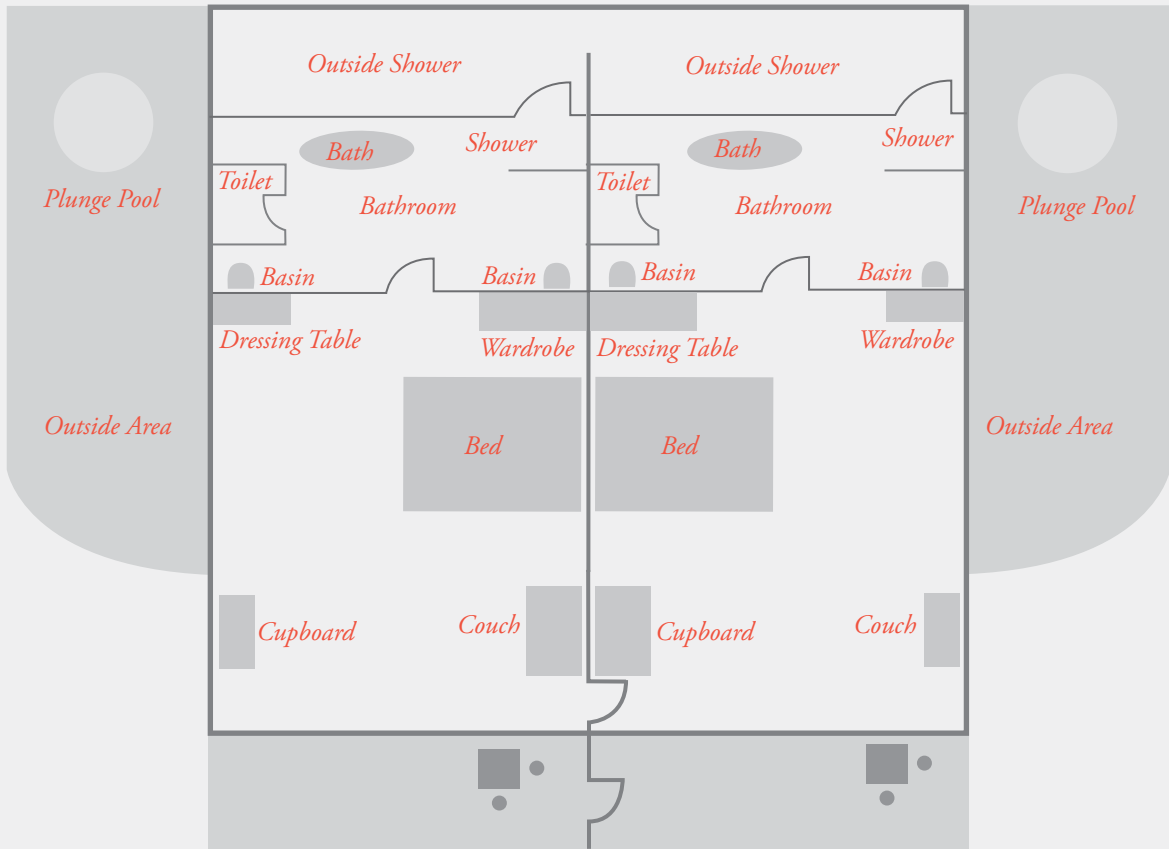 Outside Shower
Outside Shower
Bath
Shower
Bath
Shower
Toilet
Toilet
Plunge Pool
Bathroom
Bathroom
Plunge Pool
Basin
Basin
Basin
Basin
Dressing Table
Wardrobe
Dressing Table
Wardrobe
Outside Area
Bed
Bed
Outside Area
Cupboard
Couch
Cupboard
Couch